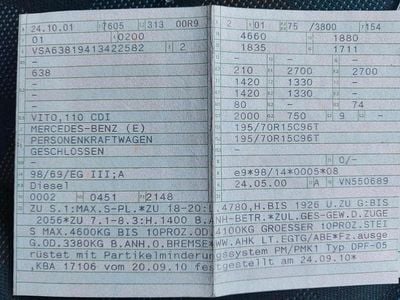 24.10.01 7605 313 00R9
01 0200
VSA63819413422582 2
-
638
-
VITO,110 CDI
MERCEDES-BENZ (E)
PERSONENKRAFTWAGEN
GESCHLOSSEN
-
98/69/EG III;A
Diesel
0002 0451 2148
2 01 75 /3800 154
4660 1880
1835 1711
-
210 2700 2700
1420 1330 -
1420 1330 -
80 - 74
2000 750 9 -
195/70R15C96T
195/70R15C96T
-
- 0/-
e9*98/14*0005*08
24.05.00 A VN550689
ZU S.1:MAX.S-PL.*ZU 18-20:L.4780,H.BIS 1926 U.ZU G:BIS
2056*ZU 7.1-8.3:H.1400 B.ANH-BETR.*ZUL.GES-GEW.D.ZUGE
S MAX.4600KG BIS 10PROZ.OD.4100KG GROESSER 10PROZ.STEI
G.OD.3380KG B.ANH.O.BREMSE*WW.AHK LT.EGTG/ABE*Fz.ausge
rüstet mit Partikelminderungssystem PM/PMK1 Typ DPF-05
,KBA 17106 vom 20.09.10 festgestellt am 24.09.10*